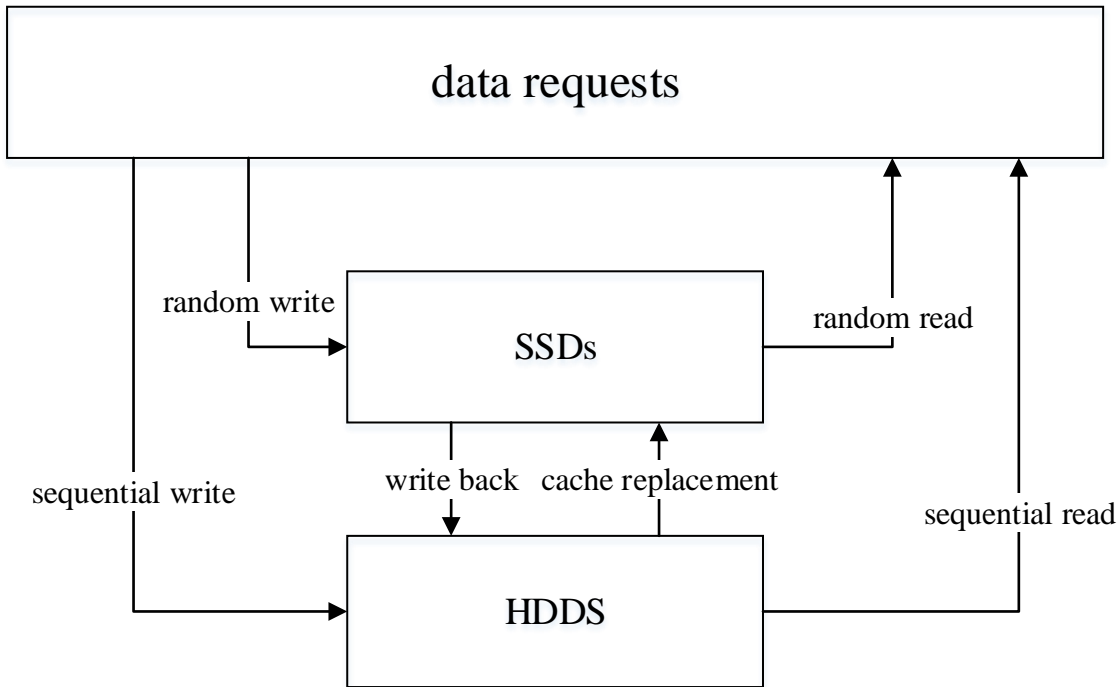 data requests
random write
random read
SSDs
sequential write
write back
cache replacement
sequential read
HDDS